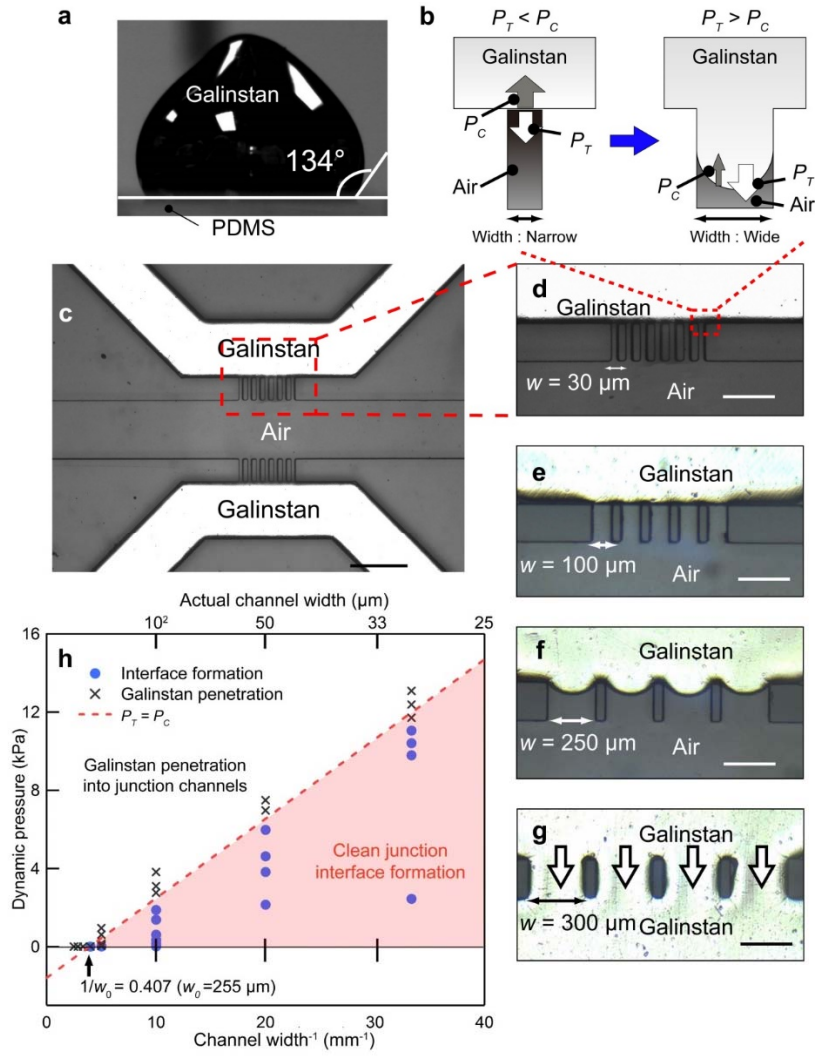 a
Galinstan
134°
PDMS
b
P_T < P_C
Galinstan
P_C
P_T
Air
Width : Narrow
P_T > P_C
Galinstan
P_C
P_T
Air
Width : Wide
c
Galinstan
Air
Galinstan
d
Galinstan
w = 30 µm
Air
e
Galinstan
w = 100 µm
Air
f
Galinstan
w = 250 µm
Air
g
Galinstan
w = 300 µm
Galinstan
Actual channel width (µm)
10² 50 33 25
h
Interface formation
Galinstan penetration
P_T = P_C
Galinstan penetration
into junction channels
Clean junction
interface formation
Dynamic pressure (kPa)
16
12
8
4
0
1/w₀ = 0.407 (w₀=255 µm)
0 10 20 30 40
Channel width⁻¹ (mm⁻¹)